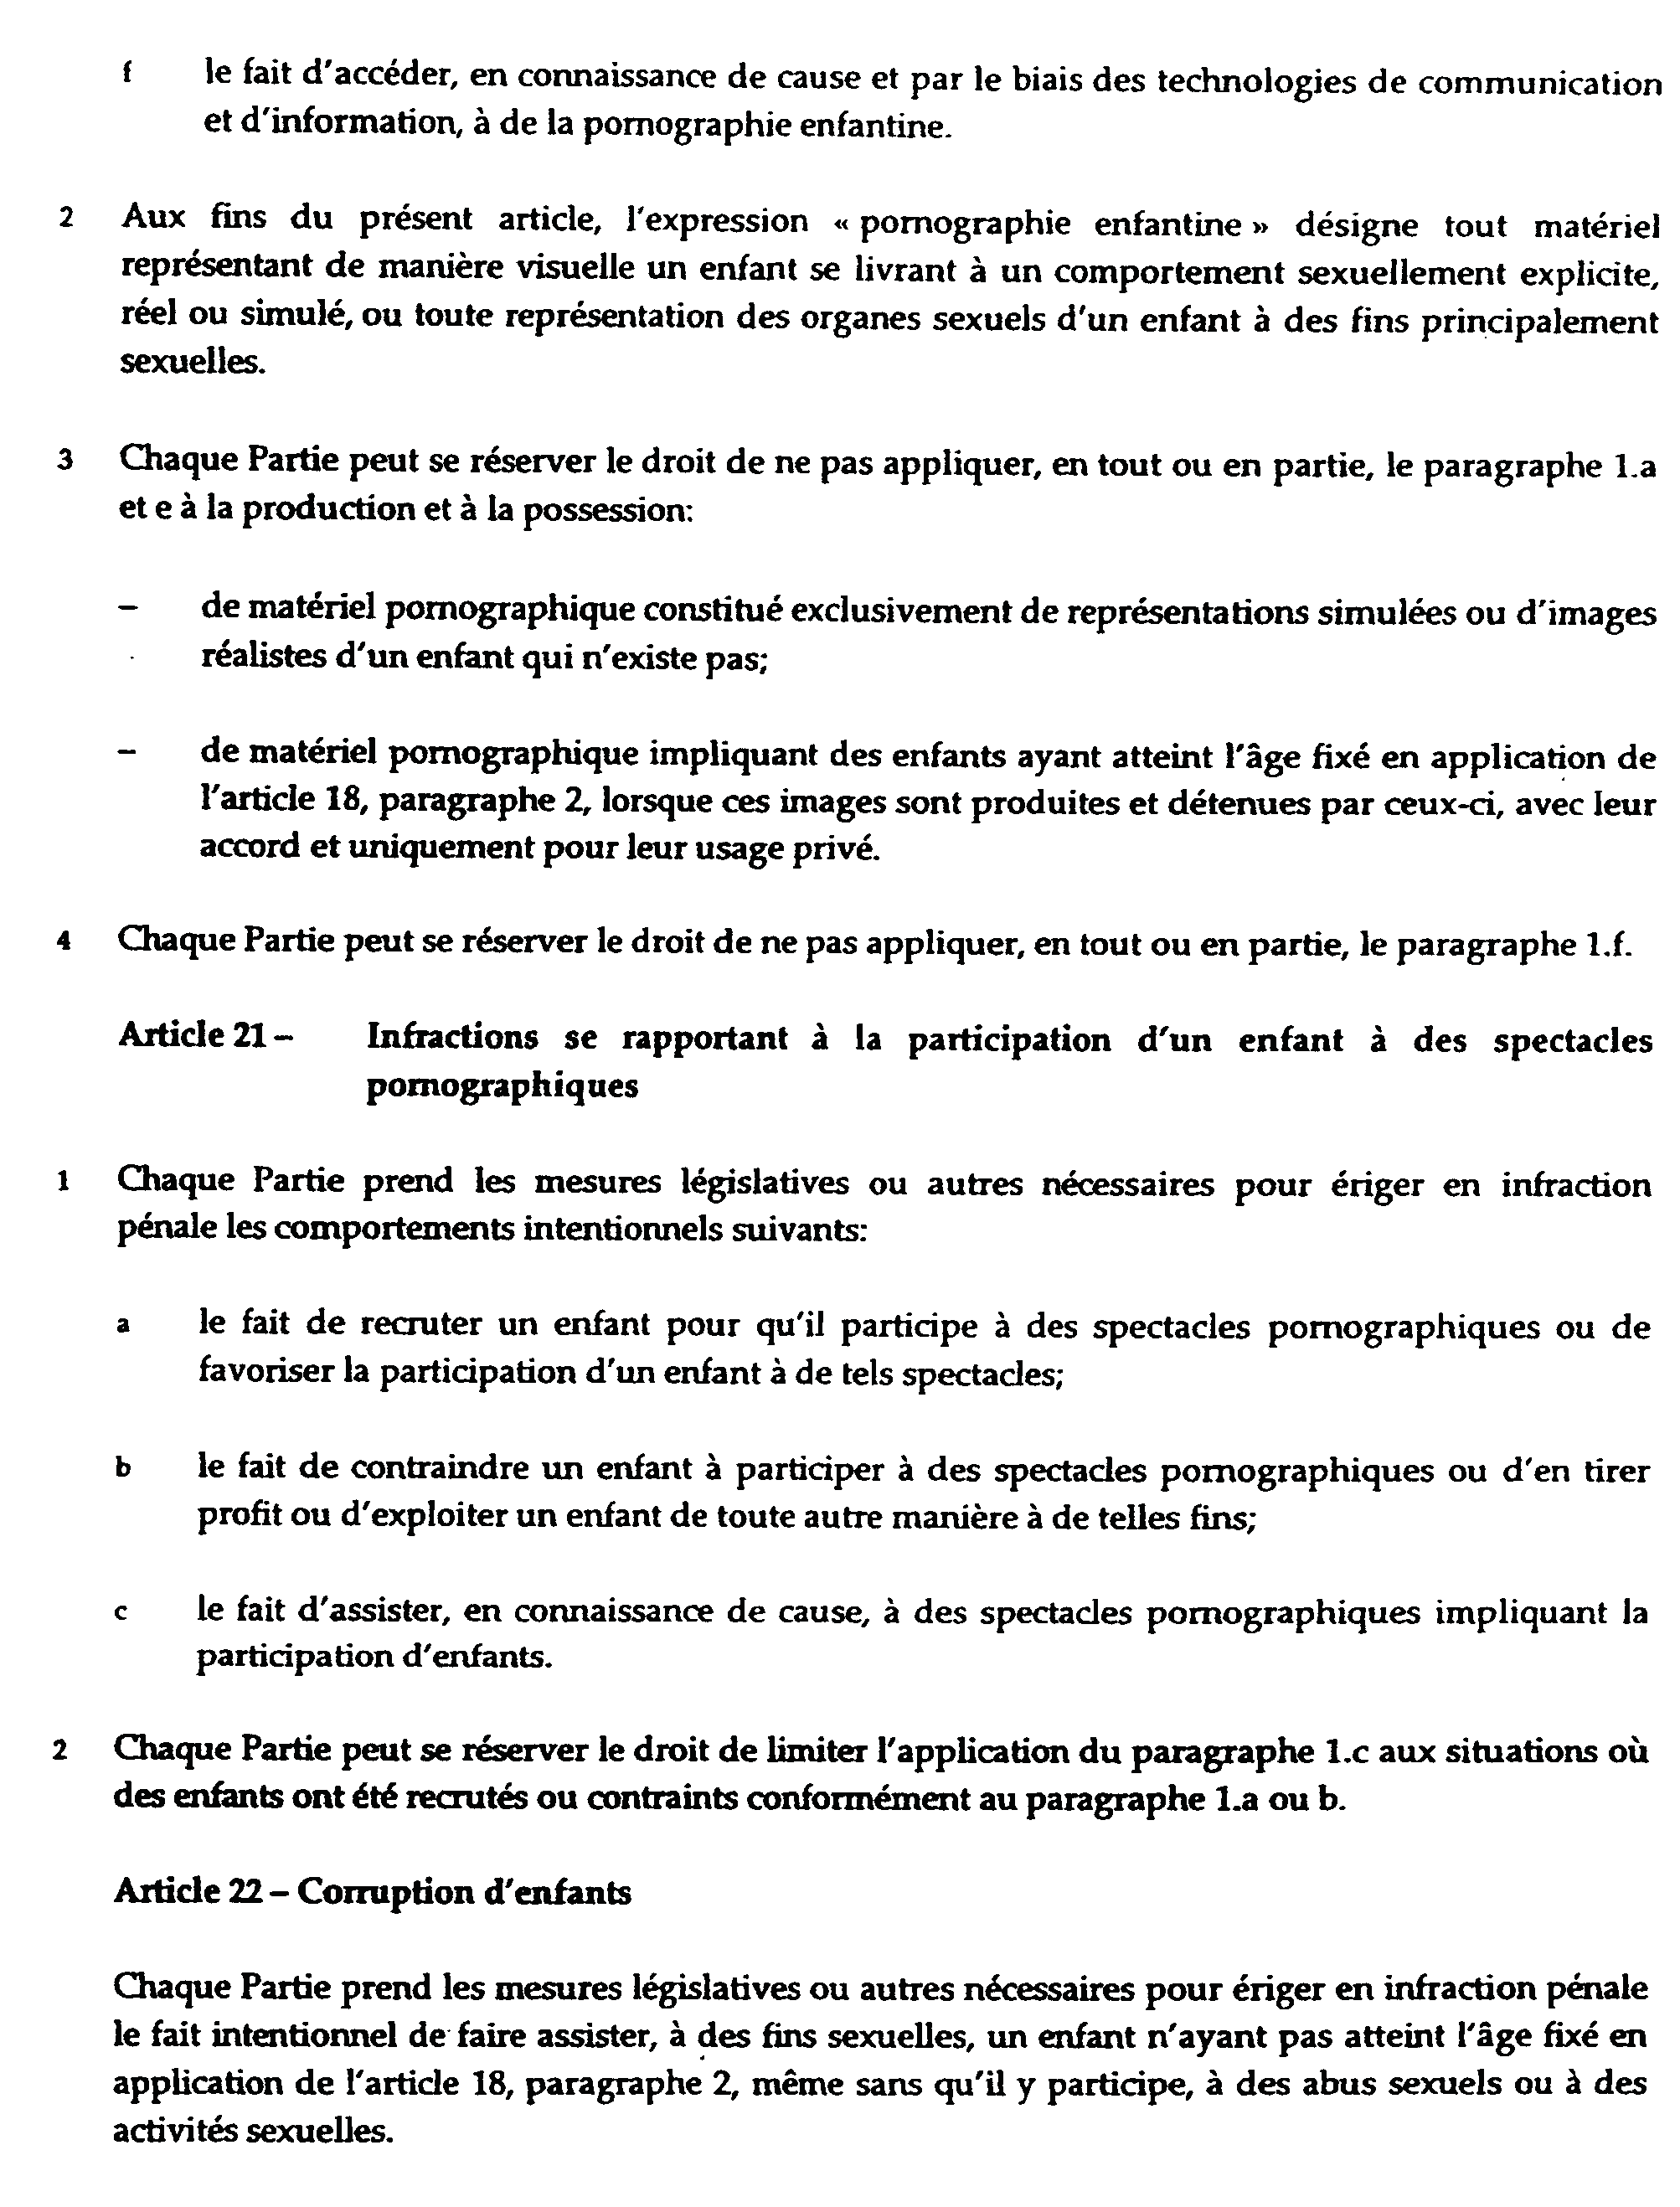 f le fait d'accéder, en connaissance de cause et par le biais des technologies de communication
et d'information, à de la pornographie enfantine.
2 Aux fins du présent article, l'expression « pornographie enfantine » désigne tout matériel
représentant de manière visuelle un enfant se livrant à un comportement sexuellement explicite,
réel ou simulé, ou toute représentation des organes sexuels d'un enfant à des fins principalement
sexuelles.
3 Chaque Partie peut se réserver le droit de ne pas appliquer, en tout ou en partie, le paragraphe 1.a
et e à la production et à la possession:
– de matériel pornographique constitué exclusivement de représentations simulées ou d'images
réalistes d'un enfant qui n'existe pas;
– de matériel pornographique impliquant des enfants ayant atteint l'âge fixé en application de
l'article 18, paragraphe 2, lorsque ces images sont produites et détenues par ceux-ci, avec leur
accord et uniquement pour leur usage privé.
4 Chaque Partie peut se réserver le droit de ne pas appliquer, en tout ou en partie, le paragraphe 1.f.
Article 21 – Infractions se rapportant à la participation d'un enfant à des spectacles
pornographiques
1 Chaque Partie prend les mesures législatives ou autres nécessaires pour ériger en infraction
pénale les comportements intentionnels suivants:
a le fait de recruter un enfant pour qu'il participe à des spectacles pornographiques ou de
favoriser la participation d'un enfant à de tels spectacles;
b le fait de contraindre un enfant à participer à des spectacles pornographiques ou d'en tirer
profit ou d'exploiter un enfant de toute autre manière à de telles fins;
c le fait d'assister, en connaissance de cause, à des spectacles pornographiques impliquant la
participation d'enfants.
2 Chaque Partie peut se réserver le droit de limiter l'application du paragraphe 1.c aux situations où
des enfants ont été recrutés ou contraints conformément au paragraphe 1.a ou b.
Article 22 – Corruption d'enfants
Chaque Partie prend les mesures législatives ou autres nécessaires pour ériger en infraction pénale
le fait intentionnel de faire assister, à des fins sexuelles, un enfant n'ayant pas atteint l'âge fixé en
application de l'article 18, paragraphe 2, même sans qu'il y participe, à des abus sexuels ou à des
activités sexuelles.